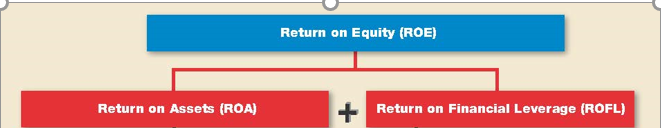 Return on Equity (ROE)
Return on Assets (ROA) + Return on Financial Leverage (ROFL)